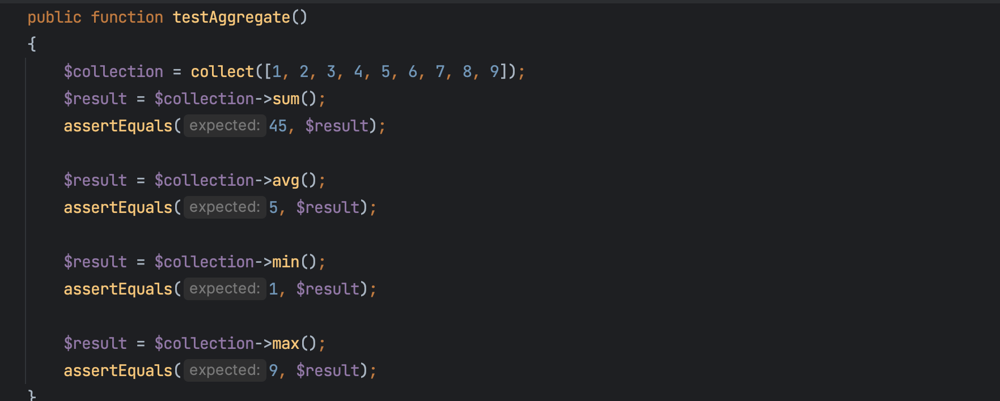 public function testAggregate()
{
$collection = collect([1, 2, 3, 4, 5, 6, 7, 8, 9]);
$result = $collection->sum();
assertEquals( expected: 45, $result);
$result = $collection->avg();
assertEquals( expected: 5, $result);
$result = $collection->min();
assertEquals( expected: 1, $result);
$result = $collection->max();
assertEquals( expected: 9, $result);
}